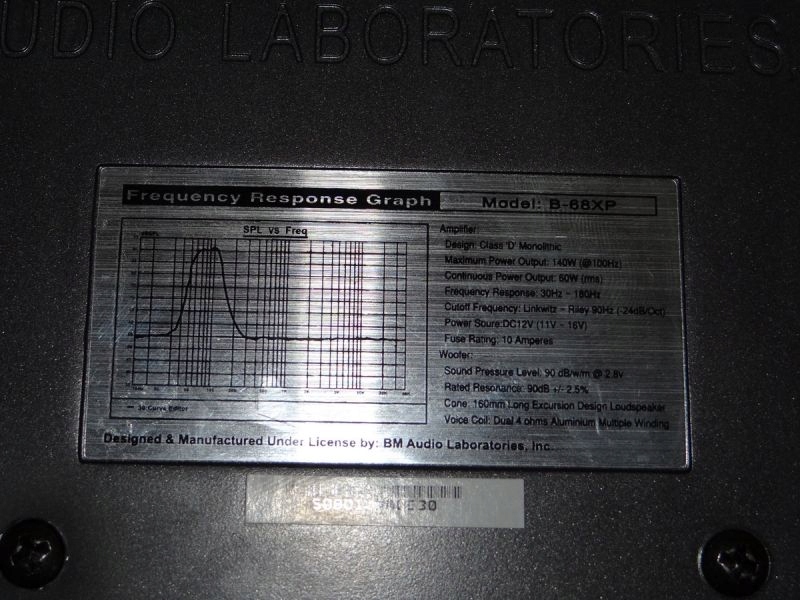 UDIO LABORATORIES,
Frequency Response Graph
Model: B-68XP
SPL vs Freq
Amplifier:
Design: Class 'D' Monolithic
Maximum Power Output: 140W (@100Hz)
Continuous Power Output: 60W (rms)
Frequency Response: 30Hz ~ 180Hz
Cutoff Frequency: Linkwitz - Riley 90Hz (-24dB/Oct)
Power Soure:DC12V (11V ~ 16V)
Fuse Rating: 10 Amperes
Woofer:
Sound Pressure Level: 90 dB/w/m @ 2.8v
Rated Resonance: 90dB +/- 2.5%
Cone: 160mm Long Excursion Design Loudspeaker
Voice Coil: Dual 4 ohms Aluminium Multiple Winding
Curve Editor
Designed & Manufactured Under License by: BM Audio Laboratories, Inc.